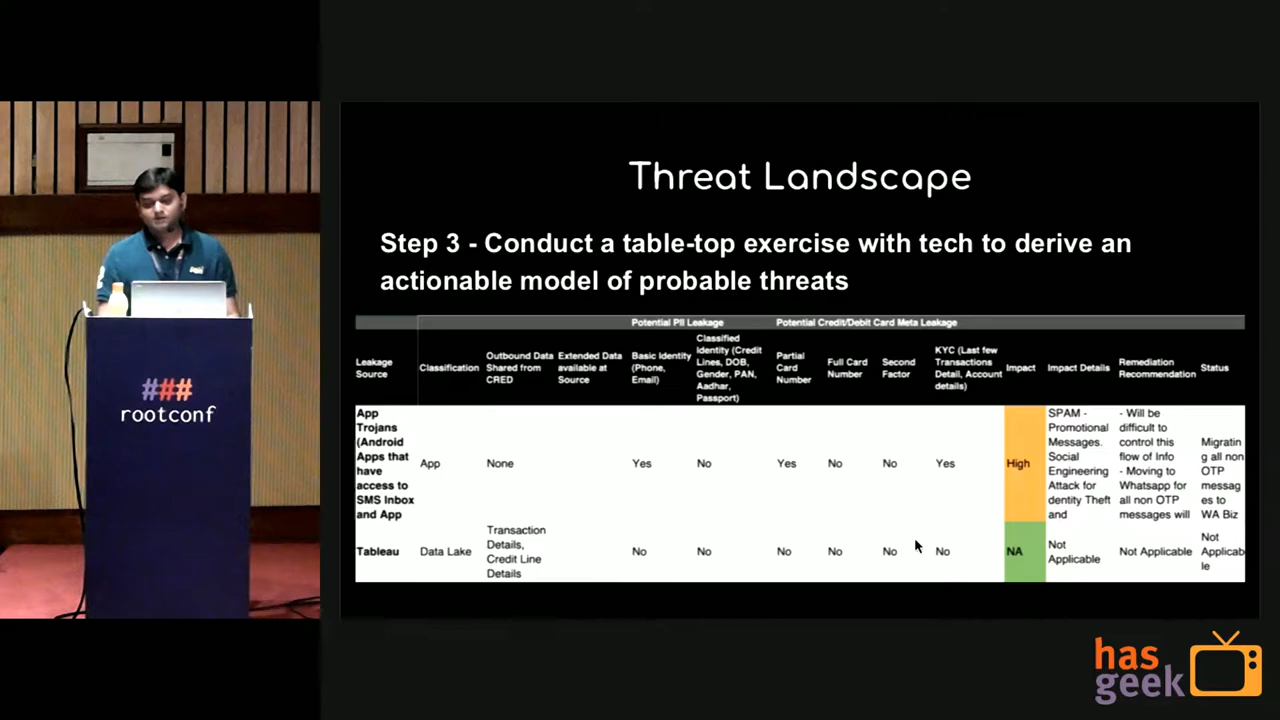 Threat Landscape
Step 3 - Conduct a table-top exercise with tech to derive an
actionable model of probable threats
Potential PII Leakage
Potential Credit/Debit Card Meta Leakage
Leakage
Source
Classification
Outbound Data
Shared from
CRED
Extended Data
available at
Source
Basic Identity
(Phone,
Email)
Classified
Identity (Credit
Lines, DOB,
Gender, PAN,
Aadhar,
Passport)
Partial
Card
Number
Full Card
Number
Second
Factor
KYC (Last few
Transactions
Detail, Account
details)
Impact
Impact Details
Remediation
Recommendation
Status
App
Trojans
(Android
Apps that
have
access to
SMS Inbox
and App
App
None
Yes
No
Yes
No
No
Yes
High
SPAM -
Promotional
Messages.
Social
Engineering
Attack for
dentity Theft
and
- Will be
difficult to
control this
flow of Info
- Moving to
Whatsapp for
all non OTP
messages will
Migratin
g all non
OTP
messag
es to
WA Biz
Tableau
Data Lake
Transaction
Details,
Credit Line
Details
No
No
No
No
No
No
NA
Not
Applicable
Not Applicable
Not
Applicab
le
###
rootconf
has
geek